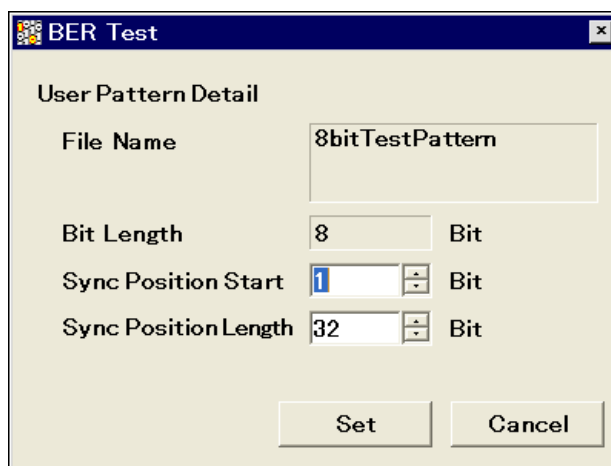 BER Test
User Pattern Detail
File Name 8bitTestPattern
Bit Length 8 Bit
Sync Position Start 1 Bit
Sync Position Length 32 Bit
Set Cancel